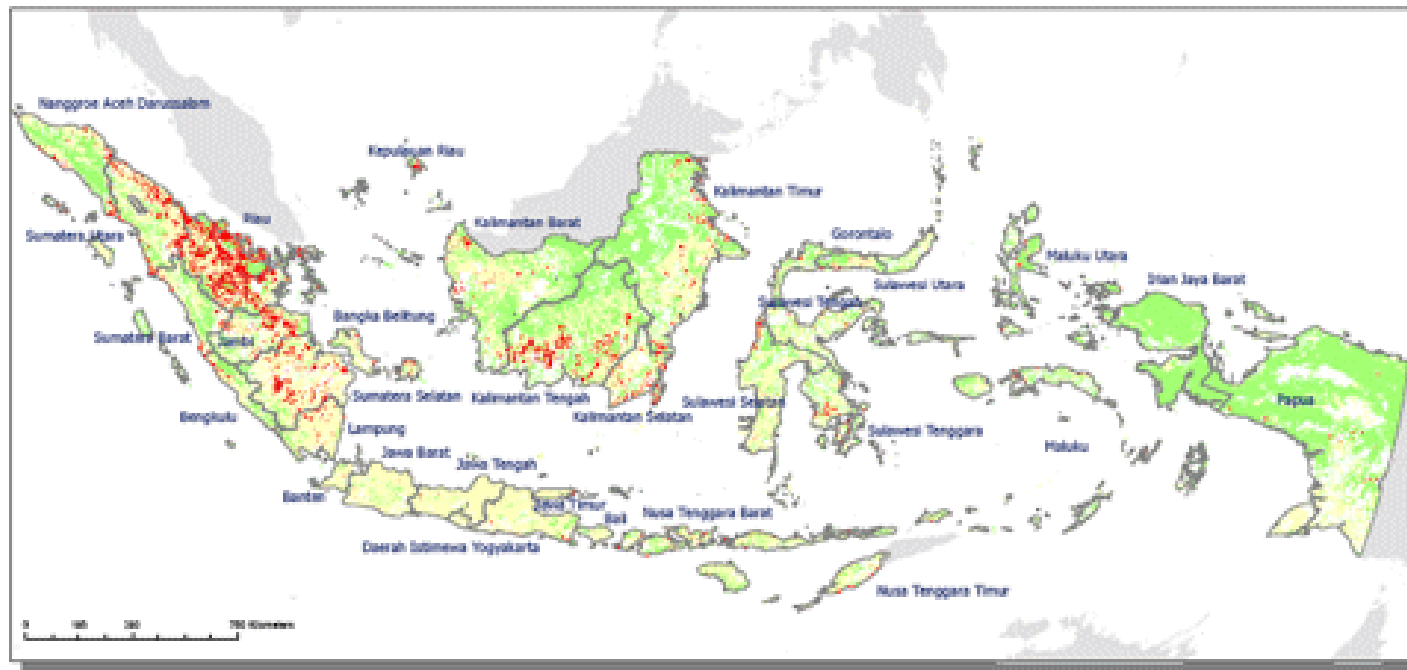 Nanggroe Aceh Darussalam
Kepulauan Riau
Kalimantan Timur
Riau
Kalimantan Barat
Sumatera Utara
Gorontalo
Maluku Utara
Irian Jaya Barat
Sulawesi Utara
Sulawesi Tengah
Bangka Belitung
Sumatera Barat
Jambi
Sumatera Selatan
Kalimantan Tengah
Sulawesi Selatan
Papua
Bengkulu
Kalimantan Selatan
Lampung
Sulawesi Tenggara
Maluku
Jawa Barat
Jawa Tengah
Banten
Jawa Timur
Bali
Nusa Tenggara Barat
Daerah Istimewa Yogyakarta
Nusa Tenggara Timur
0
Kilometers